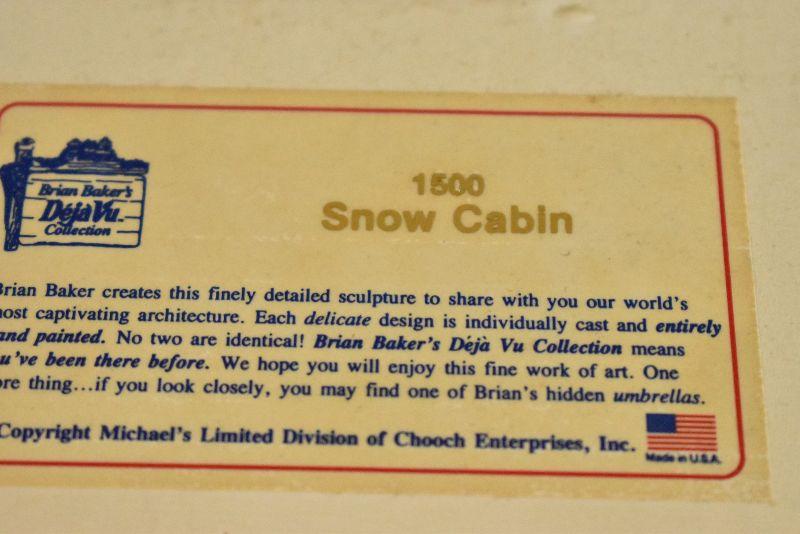 Brian Baker's
Déjà Vu
Collection
1500
Snow Cabin
Brian Baker creates this finely detailed sculpture to share with you our world's
most captivating architecture. Each delicate design is individually cast and entirely
hand painted. No two are identical! Brian Baker's Déjà Vu Collection means
you've been there before. We hope you will enjoy this fine work of art. One
more thing...if you look closely, you may find one of Brian's hidden umbrellas.
Copyright Michael's Limited Division of Chooch Enterprises, Inc.
Made in U.S.A.